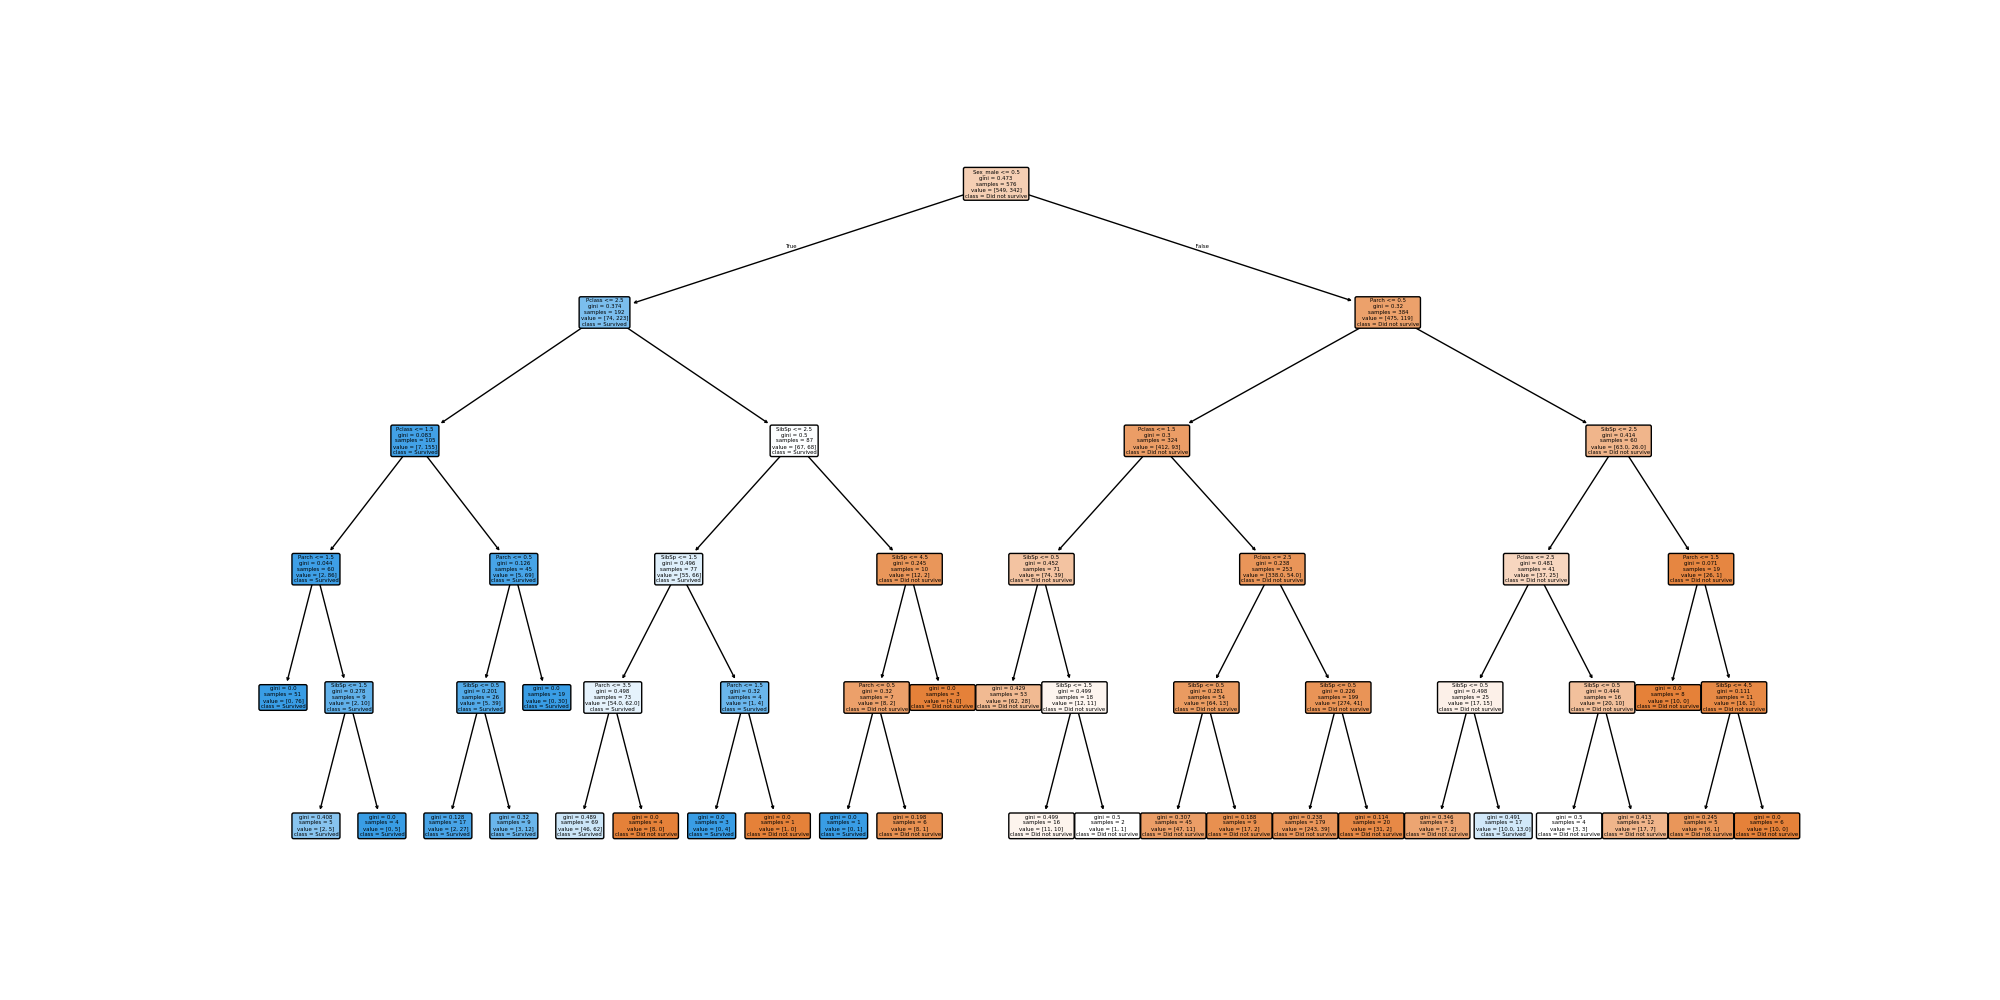 Sex_male <= 0.5
gini = 0.473
samples = 576
value = [549, 342]
class = Did not survive
True
False
Pclass <= 2.5
gini = 0.374
samples = 192
value = [74, 223]
class = Survived
Parch <= 0.5
gini = 0.32
samples = 384
value = [475, 119]
class = Did not survive
Pclass <= 1.5
gini = 0.083
samples = 105
value = [7, 155]
class = Survived
SibSp <= 2.5
gini = 0.5
samples = 87
value = [67, 68]
class = Survived
Pclass <= 1.5
gini = 0.3
samples = 324
value = [412, 93]
class = Did not survive
SibSp <= 2.5
gini = 0.414
samples = 60
value = [63.0, 26.0]
class = Did not survive
Parch <= 1.5
gini = 0.044
samples = 60
value = [2, 86]
class = Survived
Parch <= 0.5
gini = 0.126
samples = 45
value = [5, 69]
class = Survived
SibSp <= 1.5
gini = 0.496
samples = 77
value = [55, 66]
class = Survived
SibSp <= 4.5
gini = 0.245
samples = 10
value = [12, 2]
class = Did not survive
SibSp <= 0.5
gini = 0.452
samples = 71
value = [74, 39]
class = Did not survive
Pclass <= 2.5
gini = 0.238
samples = 253
value = [338.0, 54.0]
class = Did not survive
Pclass <= 2.5
gini = 0.481
samples = 41
value = [37, 25]
class = Did not survive
Parch <= 1.5
gini = 0.071
samples = 19
value = [26, 1]
class = Did not survive
gini = 0.0
samples = 51
value = [0, 76]
class = Survived
SibSp <= 1.5
gini = 0.278
samples = 9
value = [2, 10]
class = Survived
SibSp <= 0.5
gini = 0.201
samples = 26
value = [5, 39]
class = Survived
gini = 0.0
samples = 19
value = [0, 30]
class = Survived
Parch <= 3.5
gini = 0.498
samples = 73
value = [54.0, 62.0]
class = Survived
Parch <= 1.5
gini = 0.32
samples = 4
value = [1, 4]
class = Survived
Parch <= 0.5
gini = 0.32
samples = 7
value = [8, 2]
class = Did not survive
gini = 0.0
samples = 3
value = [4, 0]
class = Did not survive
gini = 0.429
samples = 53
value = [62, 28]
class = Did not survive
SibSp <= 1.5
gini = 0.499
samples = 18
value = [12, 11]
class = Did not survive
SibSp <= 0.5
gini = 0.281
samples = 54
value = [64, 13]
class = Did not survive
SibSp <= 0.5
gini = 0.226
samples = 199
value = [274, 41]
class = Did not survive
SibSp <= 0.5
gini = 0.498
samples = 25
value = [17, 15]
class = Did not survive
SibSp <= 0.5
gini = 0.444
samples = 16
value = [20, 10]
class = Did not survive
gini = 0.0
samples = 8
value = [10, 0]
class = Did not survive
SibSp <= 4.5
gini = 0.111
samples = 11
value = [16, 1]
class = Did not survive
gini = 0.408
samples = 5
value = [2, 5]
class = Survived
gini = 0.0
samples = 4
value = [0, 5]
class = Survived
gini = 0.128
samples = 17
value = [2, 27]
class = Survived
gini = 0.32
samples = 9
value = [3, 12]
class = Survived
gini = 0.489
samples = 69
value = [46, 62]
class = Survived
gini = 0.0
samples = 4
value = [8, 0]
class = Did not survive
gini = 0.0
samples = 3
value = [0, 4]
class = Survived
gini = 0.0
samples = 1
value = [1, 0]
class = Did not survive
gini = 0.0
samples = 1
value = [0, 1]
class = Survived
gini = 0.198
samples = 6
value = [8, 1]
class = Did not survive
gini = 0.499
samples = 16
value = [11, 10]
class = Did not survive
gini = 0.5
samples = 2
value = [1, 1]
class = Did not survive
gini = 0.307
samples = 45
value = [47, 11]
class = Did not survive
gini = 0.188
samples = 9
value = [17, 2]
class = Did not survive
gini = 0.238
samples = 179
value = [243, 39]
class = Did not survive
gini = 0.114
samples = 20
value = [31, 2]
class = Did not survive
gini = 0.346
samples = 8
value = [7, 2]
class = Did not survive
gini = 0.491
samples = 17
value = [10.0, 13.0]
class = Survived
gini = 0.5
samples = 4
value = [3, 3]
class = Did not survive
gini = 0.413
samples = 12
value = [17, 7]
class = Did not survive
gini = 0.245
samples = 5
value = [6, 1]
class = Did not survive
gini = 0.0
samples = 6
value = [10, 0]
class = Did not survive